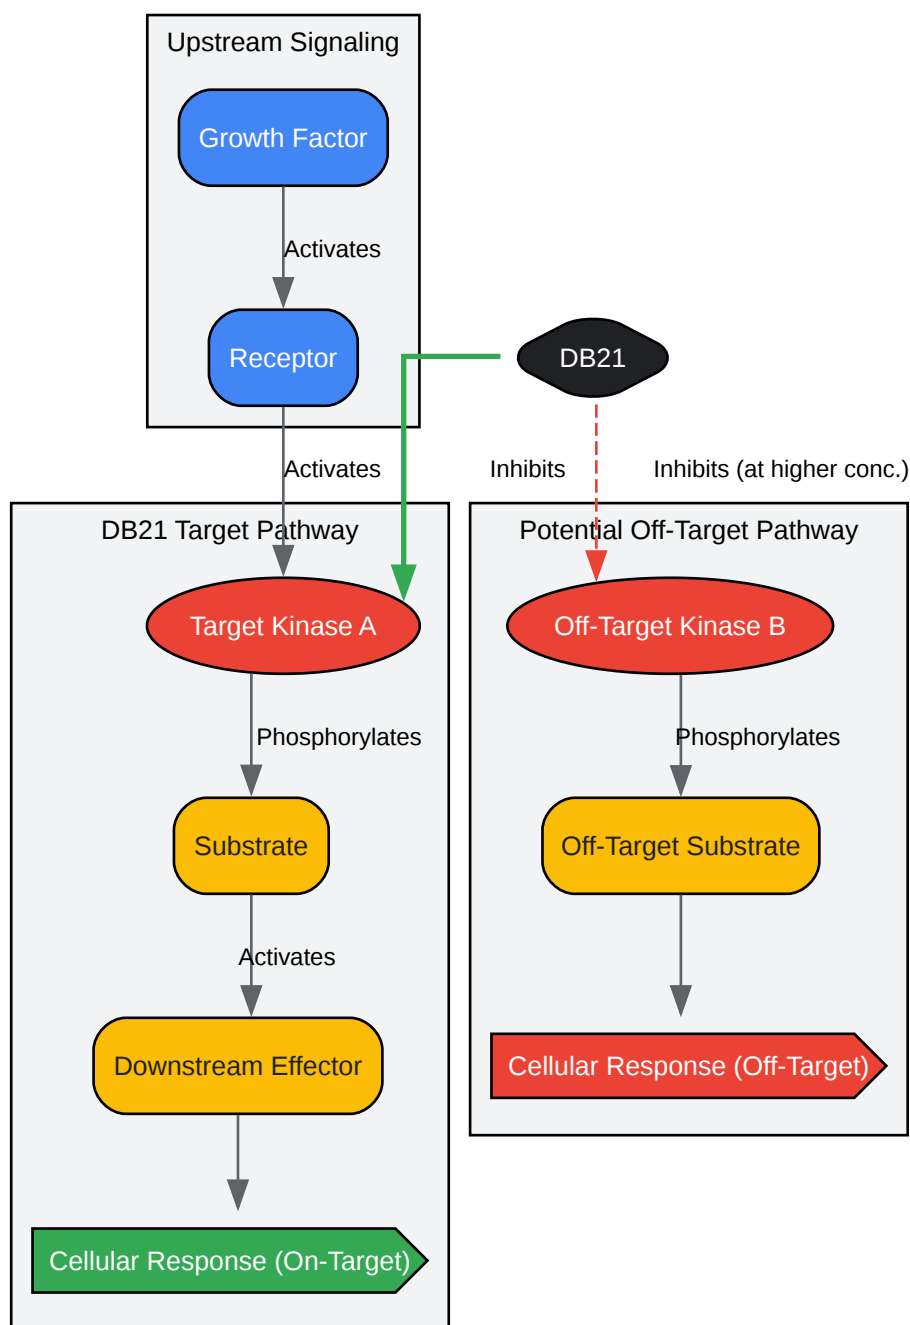 Upstream Signaling
Growth Factor
Activates
Receptor
DB21
Activates
Inhibits
Inhibits (at higher conc.)
DB21 Target Pathway
Potential Off-Target Pathway
Target Kinase A
Off-Target Kinase B
Phosphorylates
Phosphorylates
Substrate
Off-Target Substrate
Activates
Downstream Effector
Cellular Response (Off-Target)
Cellular Response (On-Target)